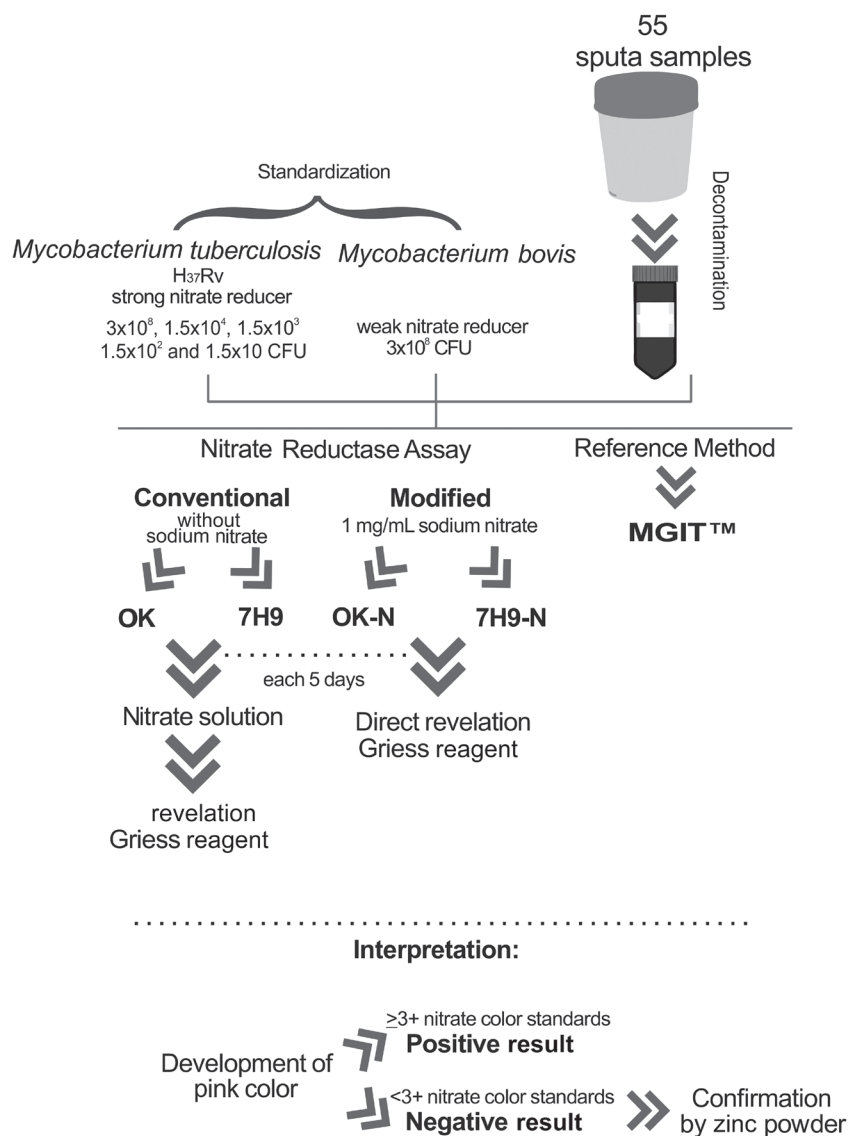 55
sputa samples
Decontamination
Standardization
Mycobacterium tuberculosis
H₃₇Rv
strong nitrate reducer
3x10⁸, 1.5x10⁴, 1.5x10³
1.5x10² and 1.5x10 CFU
Mycobacterium bovis
weak nitrate reducer
3x10⁸ CFU
Nitrate Reductase Assay
Reference Method
MGIT™
Conventional
without
sodium nitrate
Modified
1 mg/mL sodium nitrate
OK
7H9
OK-N
7H9-N
each 5 days
Nitrate solution
Direct revelation
Griess reagent
revelation
Griess reagent
Interpretation:
Development of
pink color
≥3+ nitrate color standards
Positive result
<3+ nitrate color standards
Negative result
Confirmation
by zinc powder